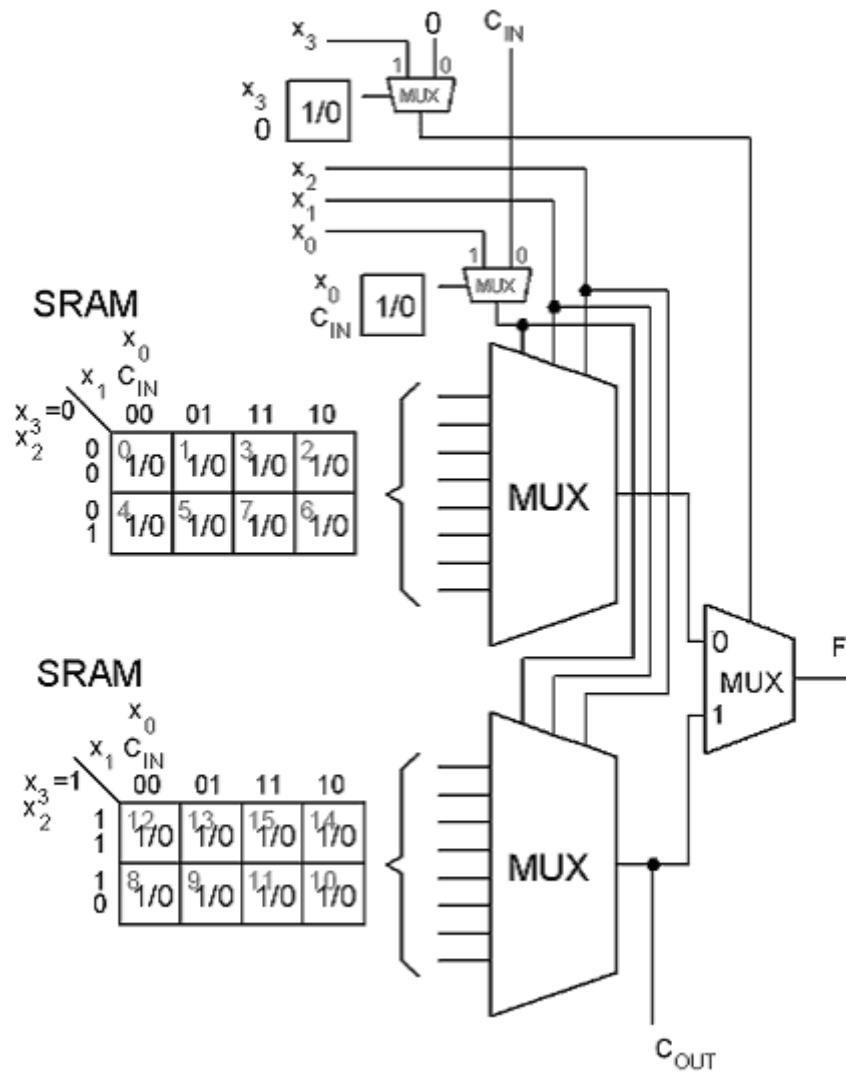 x3 0 CIN
1 0
MUX
x3
0 1/0
x2
x1
x0
1 0
MUX
x0
CIN 1/0
SRAM
x0
x1 CIN
x3=0 00 01 11 10
x2
0 0 1/0 1 1/0 3 1/0 2 1/0
0
0 4 1/0 5 1/0 7 1/0 6 1/0
1
MUX
0 F
MUX
1
SRAM
x0
x1 CIN
x3=1 00 01 11 10
x2
1 12 1/0 13 1/0 15 1/0 14 1/0
1
1 8 1/0 9 1/0 11 1/0 10 1/0
0
MUX
COUT